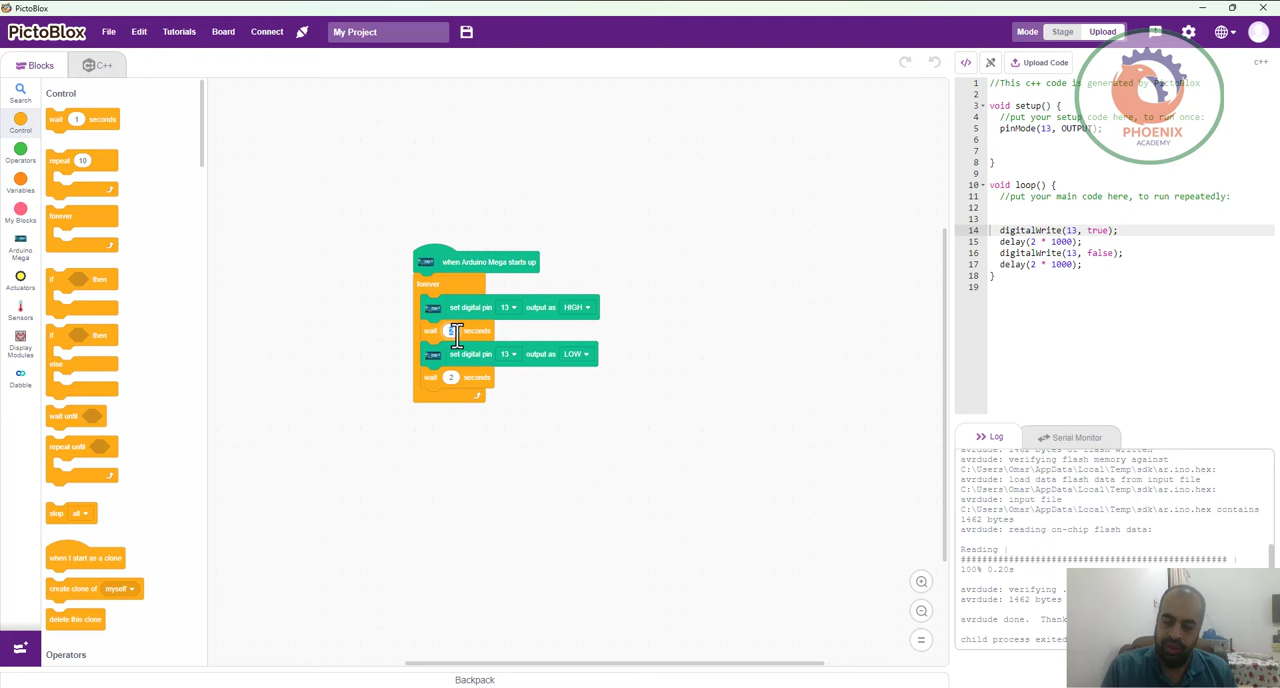 PictoBlox
PictoBlox File Edit Tutorials Board Connect My Project Mode Stage Upload
Blocks C++
Search
Control
Operators
Variables
My Blocks
Arduino
Mega
Actuators
Sensors
Display
Modules
Dabble
Control
wait 1 seconds
repeat 10
forever
if then
if then
else
wait until
repeat until
stop all
when I start as a clone
create clone of myself
delete this clone
Operators
when Arduino Mega starts up
forever
set digital pin 13 output as HIGH
wait seconds
set digital pin 13 output as LOW
wait 2 seconds
Backpack
Upload Code
c++
1 //This c++ code is generated by PictoBlox
2
3 void setup() {
4 //put your setup code here, to run once:
5 pinMode(13, OUTPUT);
6
7
8 }
9
10 void loop() {
11 //put your main code here, to run repeatedly:
12
13
14 digitalWrite(13, true);
15 delay(2 * 1000);
16 digitalWrite(13, false);
17 delay(2 * 1000);
18 }
19
PHOENIX
ACADEMY
Log Serial Monitor
avrdude: 1462 bytes of flash written
avrdude: verifying flash memory against
C:\Users\Omar\AppData\Local\Temp\sdk\ar.ino.hex:
avrdude: load data flash data from input file
C:\Users\Omar\AppData\Local\Temp\sdk\ar.ino.hex:
avrdude: input file
C:\Users\Omar\AppData\Local\Temp\sdk\ar.ino.hex contains
1462 bytes
avrdude: reading on-chip flash data:
Reading |
################################################## |
100% 0.20s
avrdude: verifying .
avrdude: 1462 bytes
avrdude done.
child process exited